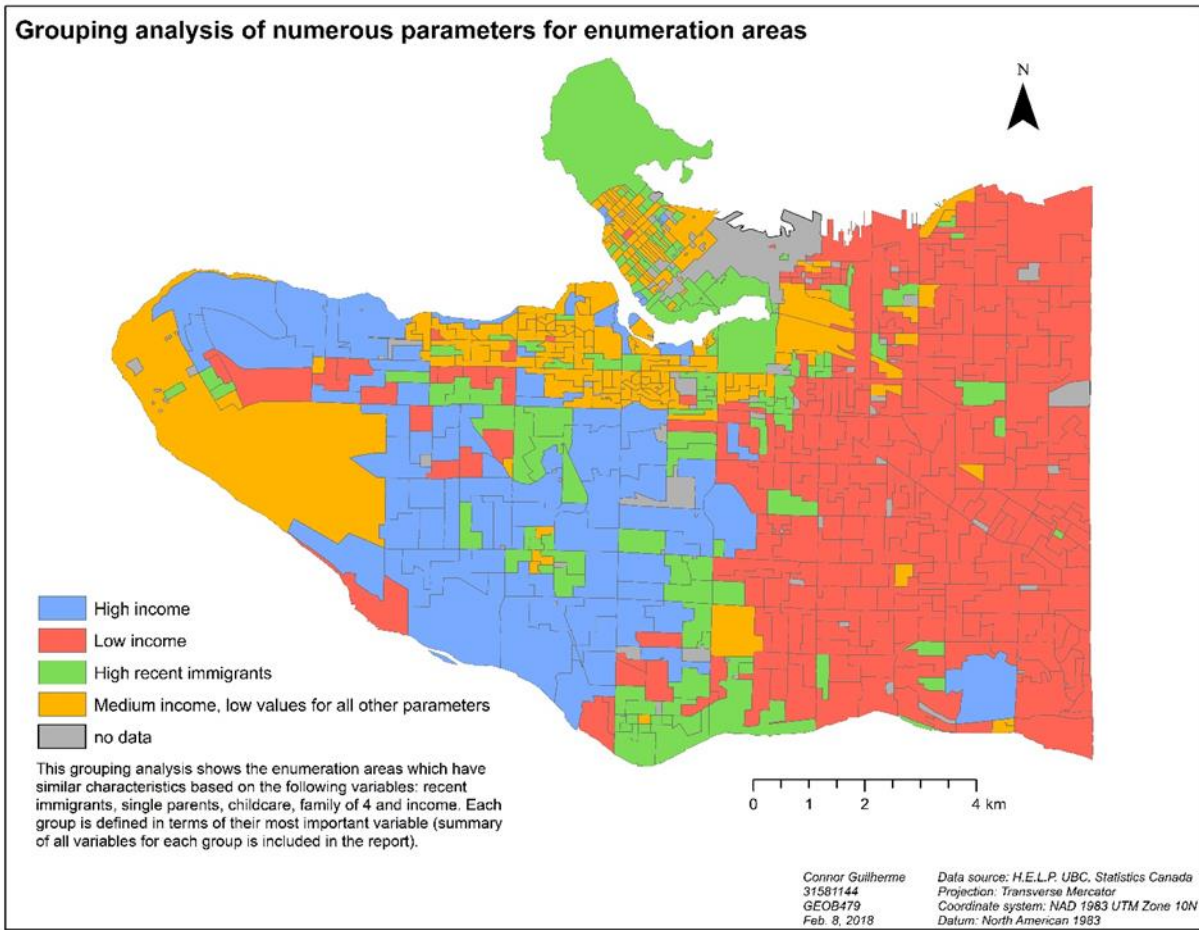 Grouping analysis of numerous parameters for enumeration areas
N
High income
Low income
High recent immigrants
Medium income, low values for all other parameters
no data
This grouping analysis shows the enumeration areas which have
similar characteristics based on the following variables: recent
immigrants, single parents, childcare, family of 4 and income. Each
group is defined in terms of their most important variable (summary
of all variables for each group is included in the report).
0 1 2 4 km
Connor Guilherme
31581144
GEOB479
Feb. 8, 2018
Data source: H.E.L.P. UBC, Statistics Canada
Projection: Transverse Mercator
Coordinate system: NAD 1983 UTM Zone 10N
Datum: North American 1983